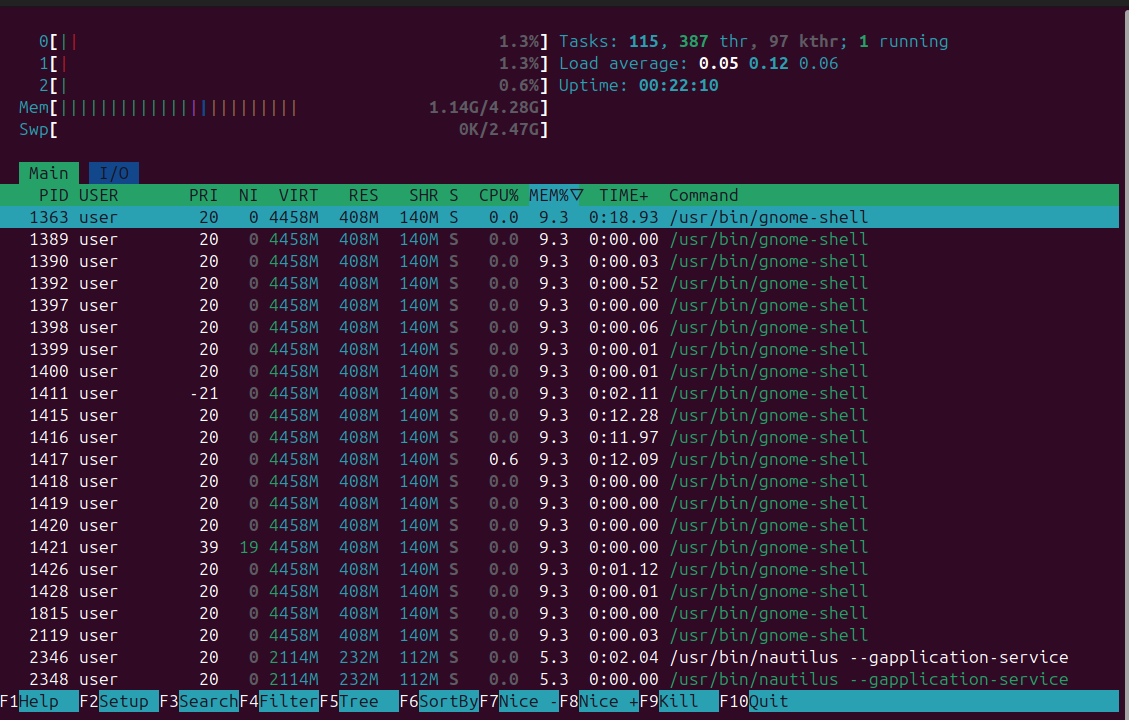 0[|| 1.3%] Tasks: 115, 387 thr, 97 kthr; 1 running
1[| 1.3%] Load average: 0.05 0.12 0.06
2[| 0.6%] Uptime: 00:22:10
Mem[|||||||||||||||||||||||| 1.14G/4.28G]
Swp[ 0K/2.47G]
Main I/O
PID USER PRI NI VIRT RES SHR S CPU% MEM%▽ TIME+ Command
1363 user 20 0 4458M 408M 140M S 0.0 9.3 0:18.93 /usr/bin/gnome-shell
1389 user 20 0 4458M 408M 140M S 0.0 9.3 0:00.00 /usr/bin/gnome-shell
1390 user 20 0 4458M 408M 140M S 0.0 9.3 0:00.03 /usr/bin/gnome-shell
1392 user 20 0 4458M 408M 140M S 0.0 9.3 0:00.52 /usr/bin/gnome-shell
1397 user 20 0 4458M 408M 140M S 0.0 9.3 0:00.00 /usr/bin/gnome-shell
1398 user 20 0 4458M 408M 140M S 0.0 9.3 0:00.06 /usr/bin/gnome-shell
1399 user 20 0 4458M 408M 140M S 0.0 9.3 0:00.01 /usr/bin/gnome-shell
1400 user 20 0 4458M 408M 140M S 0.0 9.3 0:00.01 /usr/bin/gnome-shell
1411 user -21 0 4458M 408M 140M S 0.0 9.3 0:02.11 /usr/bin/gnome-shell
1415 user 20 0 4458M 408M 140M S 0.0 9.3 0:12.28 /usr/bin/gnome-shell
1416 user 20 0 4458M 408M 140M S 0.0 9.3 0:11.97 /usr/bin/gnome-shell
1417 user 20 0 4458M 408M 140M S 0.6 9.3 0:12.09 /usr/bin/gnome-shell
1418 user 20 0 4458M 408M 140M S 0.0 9.3 0:00.00 /usr/bin/gnome-shell
1419 user 20 0 4458M 408M 140M S 0.0 9.3 0:00.00 /usr/bin/gnome-shell
1420 user 20 0 4458M 408M 140M S 0.0 9.3 0:00.00 /usr/bin/gnome-shell
1421 user 39 19 4458M 408M 140M S 0.0 9.3 0:00.00 /usr/bin/gnome-shell
1426 user 20 0 4458M 408M 140M S 0.0 9.3 0:01.12 /usr/bin/gnome-shell
1428 user 20 0 4458M 408M 140M S 0.0 9.3 0:00.01 /usr/bin/gnome-shell
1815 user 20 0 4458M 408M 140M S 0.0 9.3 0:00.00 /usr/bin/gnome-shell
2119 user 20 0 4458M 408M 140M S 0.0 9.3 0:00.03 /usr/bin/gnome-shell
2346 user 20 0 2114M 232M 112M S 0.0 5.3 0:02.04 /usr/bin/nautilus --gapplication-service
2348 user 20 0 2114M 232M 112M S 0.0 5.3 0:00.00 /usr/bin/nautilus --gapplication-service
F1Help F2Setup F3SearchF4FilterF5Tree F6SortByF7Nice -F8Nice +F9Kill F10Quit